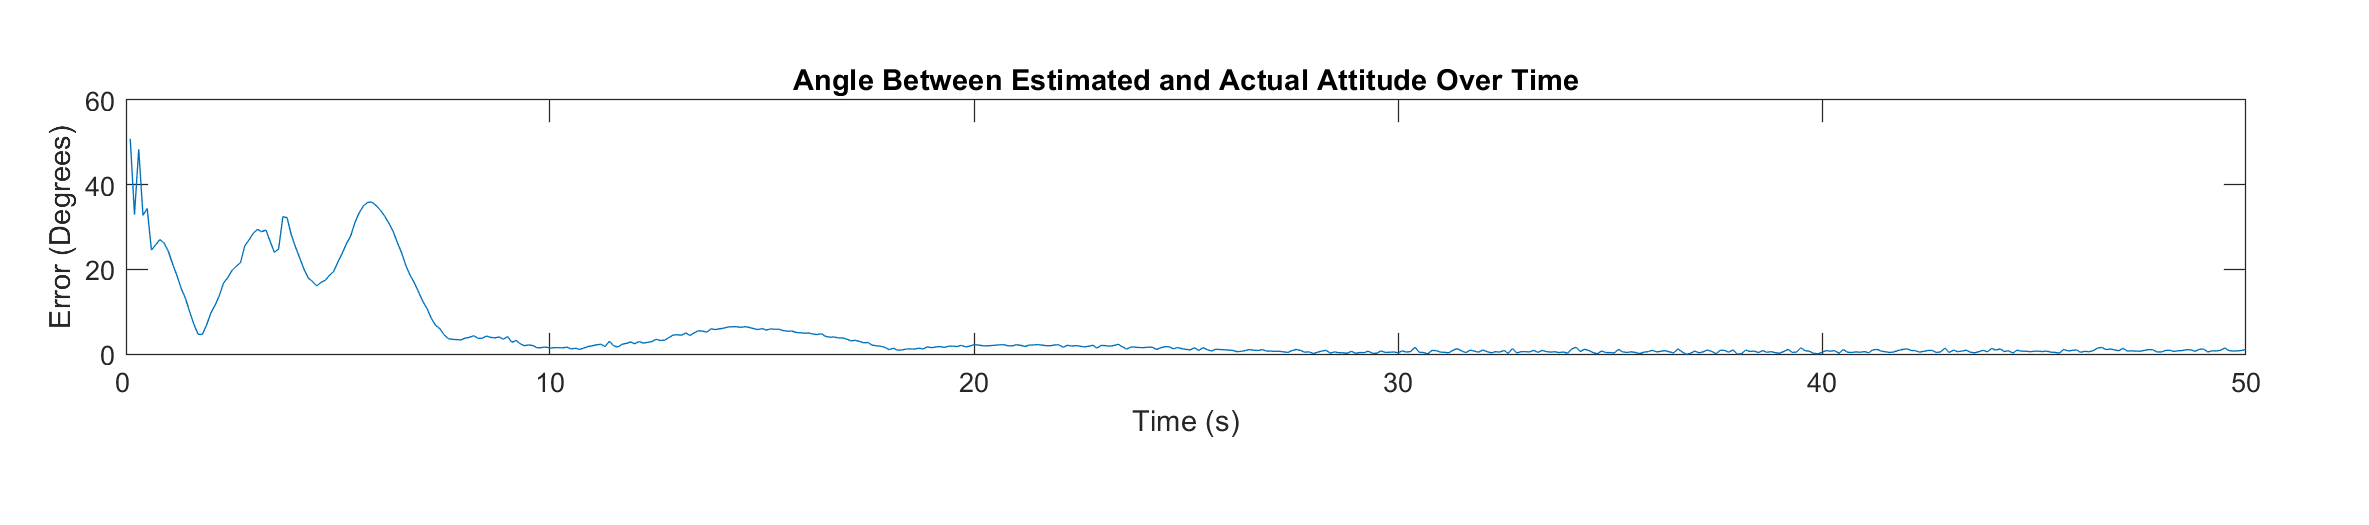 Angle Between Estimated and Actual Attitude Over Time
Error (Degrees)
60
40
20
0
0 10 20 30 40 50
Time (s)